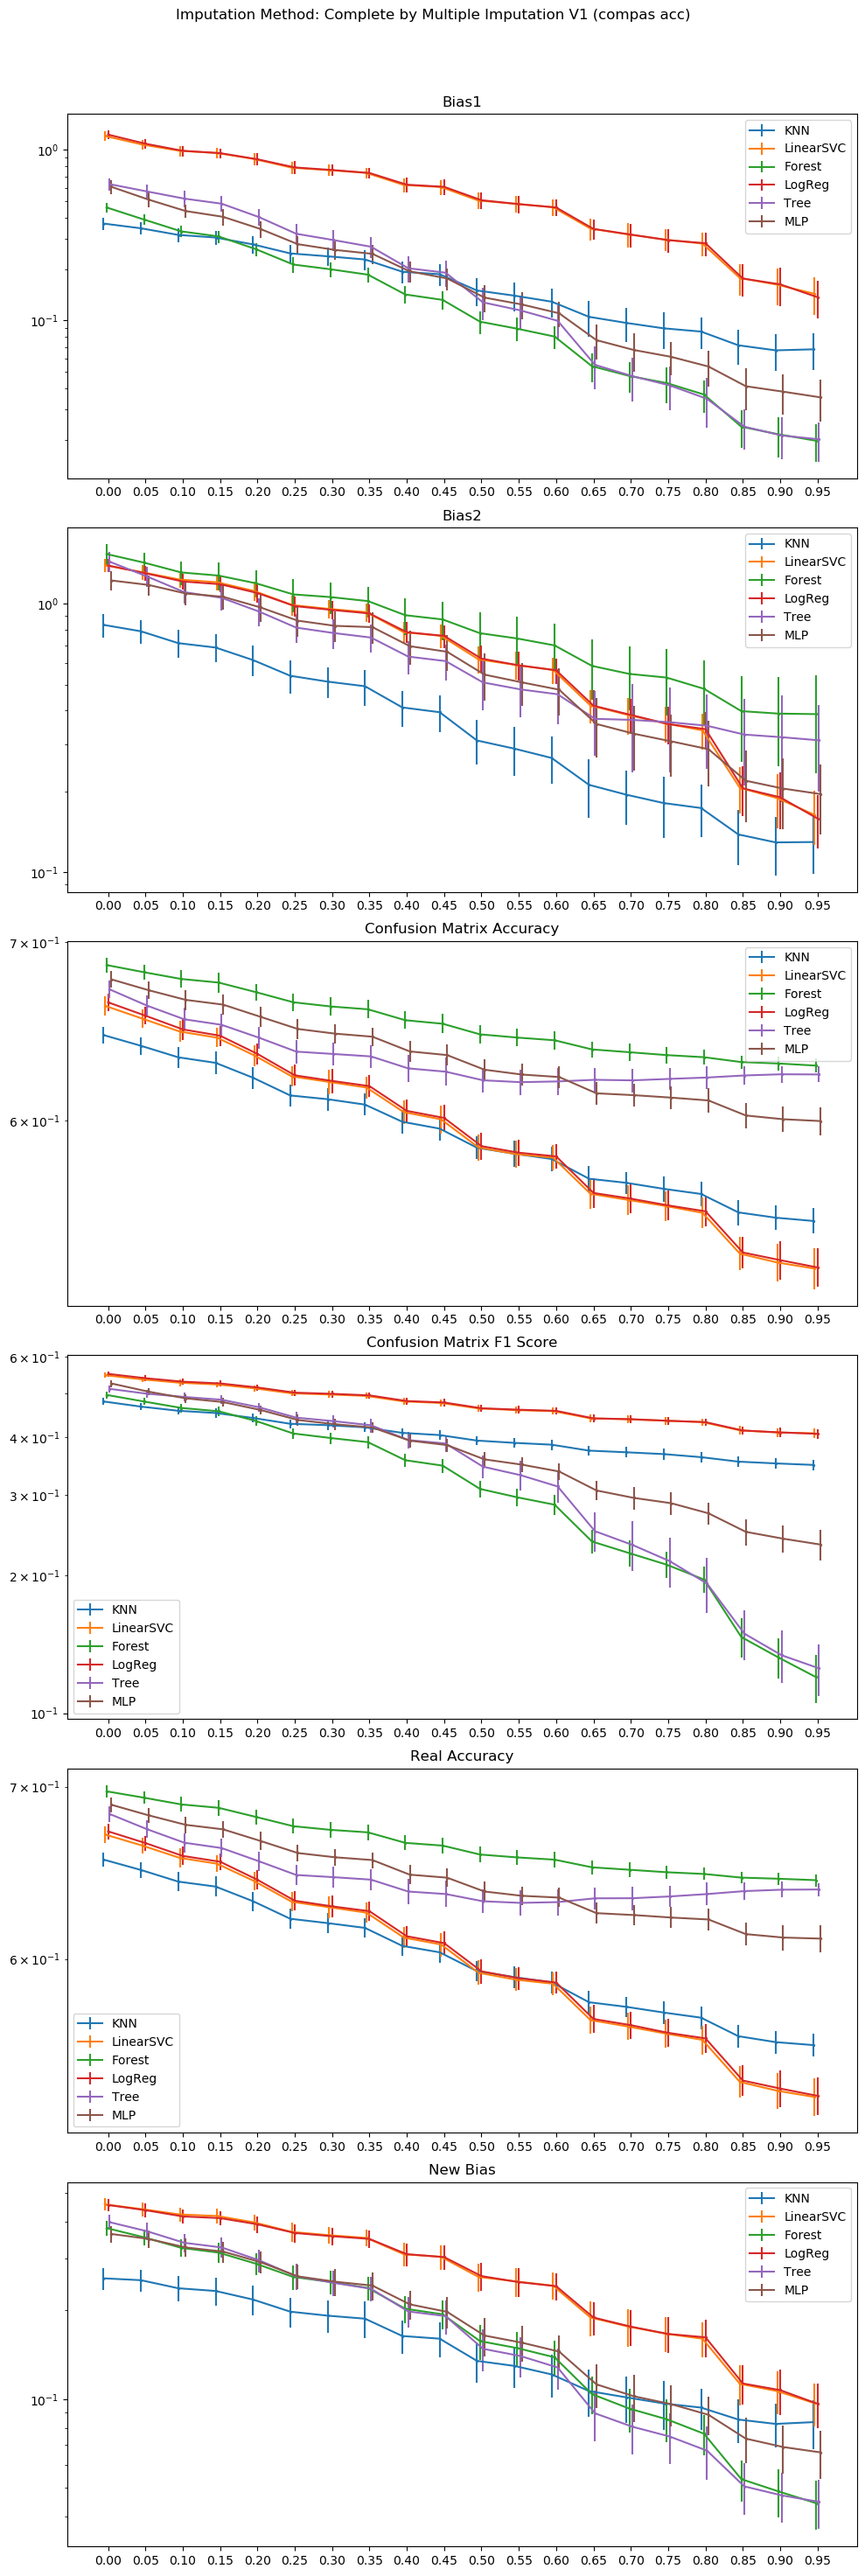 Imputation Method: Complete by Multiple Imputation V1 (compas acc)
Bias1
10⁰
10⁻¹
KNN
LinearSVC
Forest
LogReg
Tree
MLP
0.00 0.05 0.10 0.15 0.20 0.25 0.30 0.35 0.40 0.45 0.50 0.55 0.60 0.65 0.70 0.75 0.80 0.85 0.90 0.95
Bias2
10⁰
10⁻¹
KNN
LinearSVC
Forest
LogReg
Tree
MLP
0.00 0.05 0.10 0.15 0.20 0.25 0.30 0.35 0.40 0.45 0.50 0.55 0.60 0.65 0.70 0.75 0.80 0.85 0.90 0.95
Confusion Matrix Accuracy
7 × 10⁻¹
6 × 10⁻¹
KNN
LinearSVC
Forest
LogReg
Tree
MLP
0.00 0.05 0.10 0.15 0.20 0.25 0.30 0.35 0.40 0.45 0.50 0.55 0.60 0.65 0.70 0.75 0.80 0.85 0.90 0.95
Confusion Matrix F1 Score
6 × 10⁻¹
4 × 10⁻¹
3 × 10⁻¹
2 × 10⁻¹
10⁻¹
KNN
LinearSVC
Forest
LogReg
Tree
MLP
0.00 0.05 0.10 0.15 0.20 0.25 0.30 0.35 0.40 0.45 0.50 0.55 0.60 0.65 0.70 0.75 0.80 0.85 0.90 0.95
Real Accuracy
7 × 10⁻¹
6 × 10⁻¹
KNN
LinearSVC
Forest
LogReg
Tree
MLP
0.00 0.05 0.10 0.15 0.20 0.25 0.30 0.35 0.40 0.45 0.50 0.55 0.60 0.65 0.70 0.75 0.80 0.85 0.90 0.95
New Bias
10⁻¹
KNN
LinearSVC
Forest
LogReg
Tree
MLP
0.00 0.05 0.10 0.15 0.20 0.25 0.30 0.35 0.40 0.45 0.50 0.55 0.60 0.65 0.70 0.75 0.80 0.85 0.90 0.95